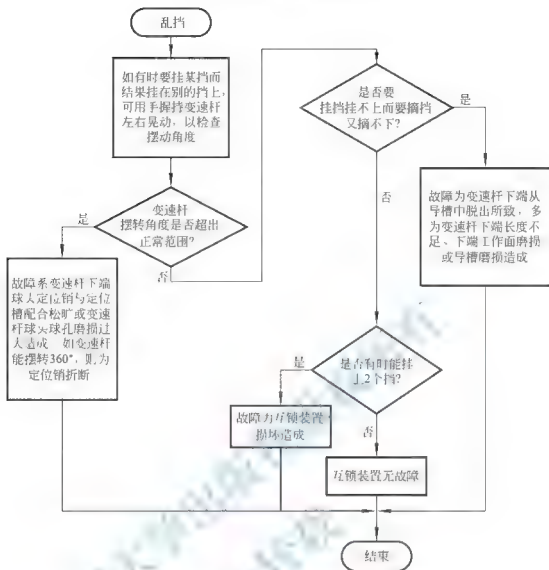 乱挡
如有时要挂某挡而
结果挂在别的挡上,
可用手握持变速杆
左右晃动，以检查
摆动角度
变速杆
摆转角度是否超出
正常范围?
是
否
故障系变速杆下端
球头定位销与定位
槽配合松旷或变速
杆球头球孔磨损过
大造成 如变速杆
能摆转360°，则为
定位销折断
是否要
挂挡挂不上而要摘挡
又摘不下?
是
否
故障为变速杆下端从
导槽中脱出所致，多
为变速杆下端长度不
足、下端工作面磨损
或导槽磨损造成
是否有时能挂
上2个挡?
是
否
故障为互锁装置
损坏造成
互锁装置无故障
结束